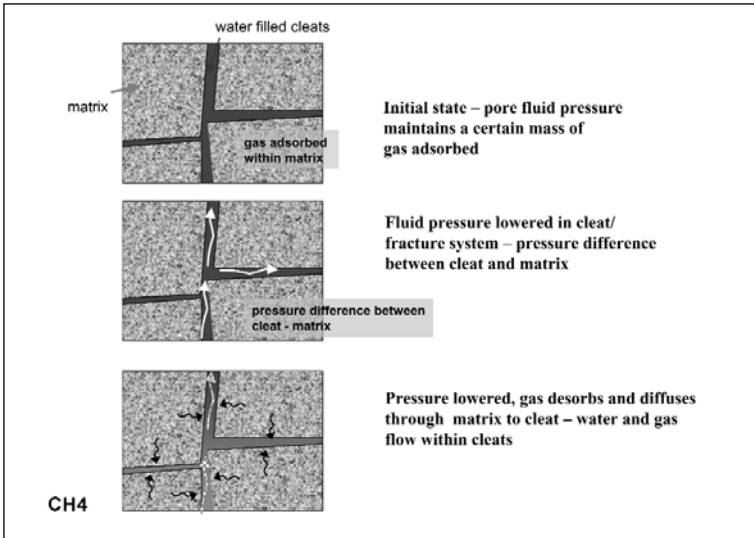 water filled cleats
matrix
gas adsorbed
within matrix
Initial state – pore fluid pressure
maintains a certain mass of
gas adsorbed
pressure difference between
cleat - matrix
Fluid pressure lowered in cleat/
fracture system – pressure difference
between cleat and matrix
CH4
Pressure lowered, gas desorbs and diffuses
through matrix to cleat – water and gas
flow within cleats